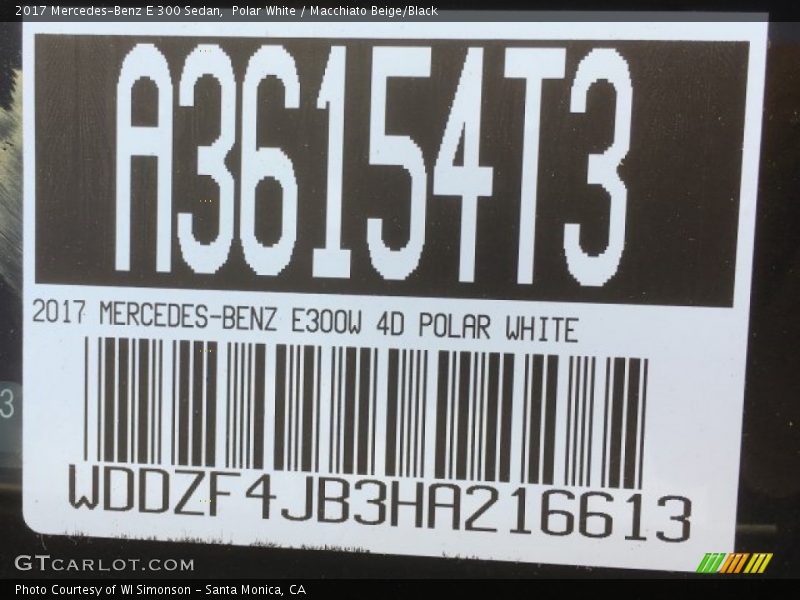 2017 Mercedes-Benz E 300 Sedan,  Polar White / Macchiato Beige/Black
A36154T3
2017 MERCEDES-BENZ E300W 4D POLAR WHITE
3
WDDZF4JB3HA216613
GTCARLOT.COM
Photo Courtesy of WI Simonson - Santa Monica, CA